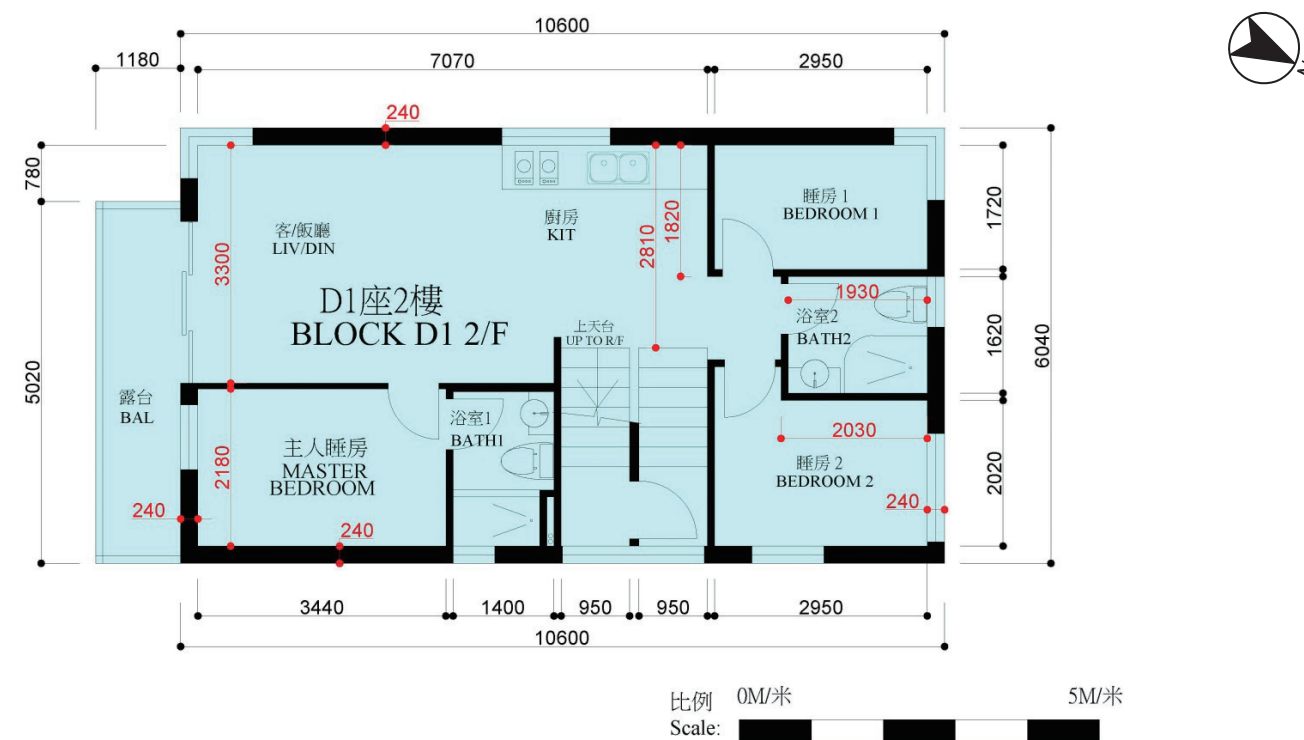 10600
1180
7070
2950
N
240
780
3300
客/飯廳
LIV/DIN
廚房
KIT
2810
1820
睡房 1
BEDROOM 1
1720
D1座2樓
BLOCK D1 2/F
上天台
UP TO R/F
1930
浴室2
BATH2
1620
6040
5020
露台
BAL
主人睡房
MASTER
BEDROOM
2180
浴室1
BATH1
2030
睡房 2
BEDROOM 2
2020
240
240
240
3440
1400
950
950
2950
10600
比例
Scale:
0M/米
5M/米